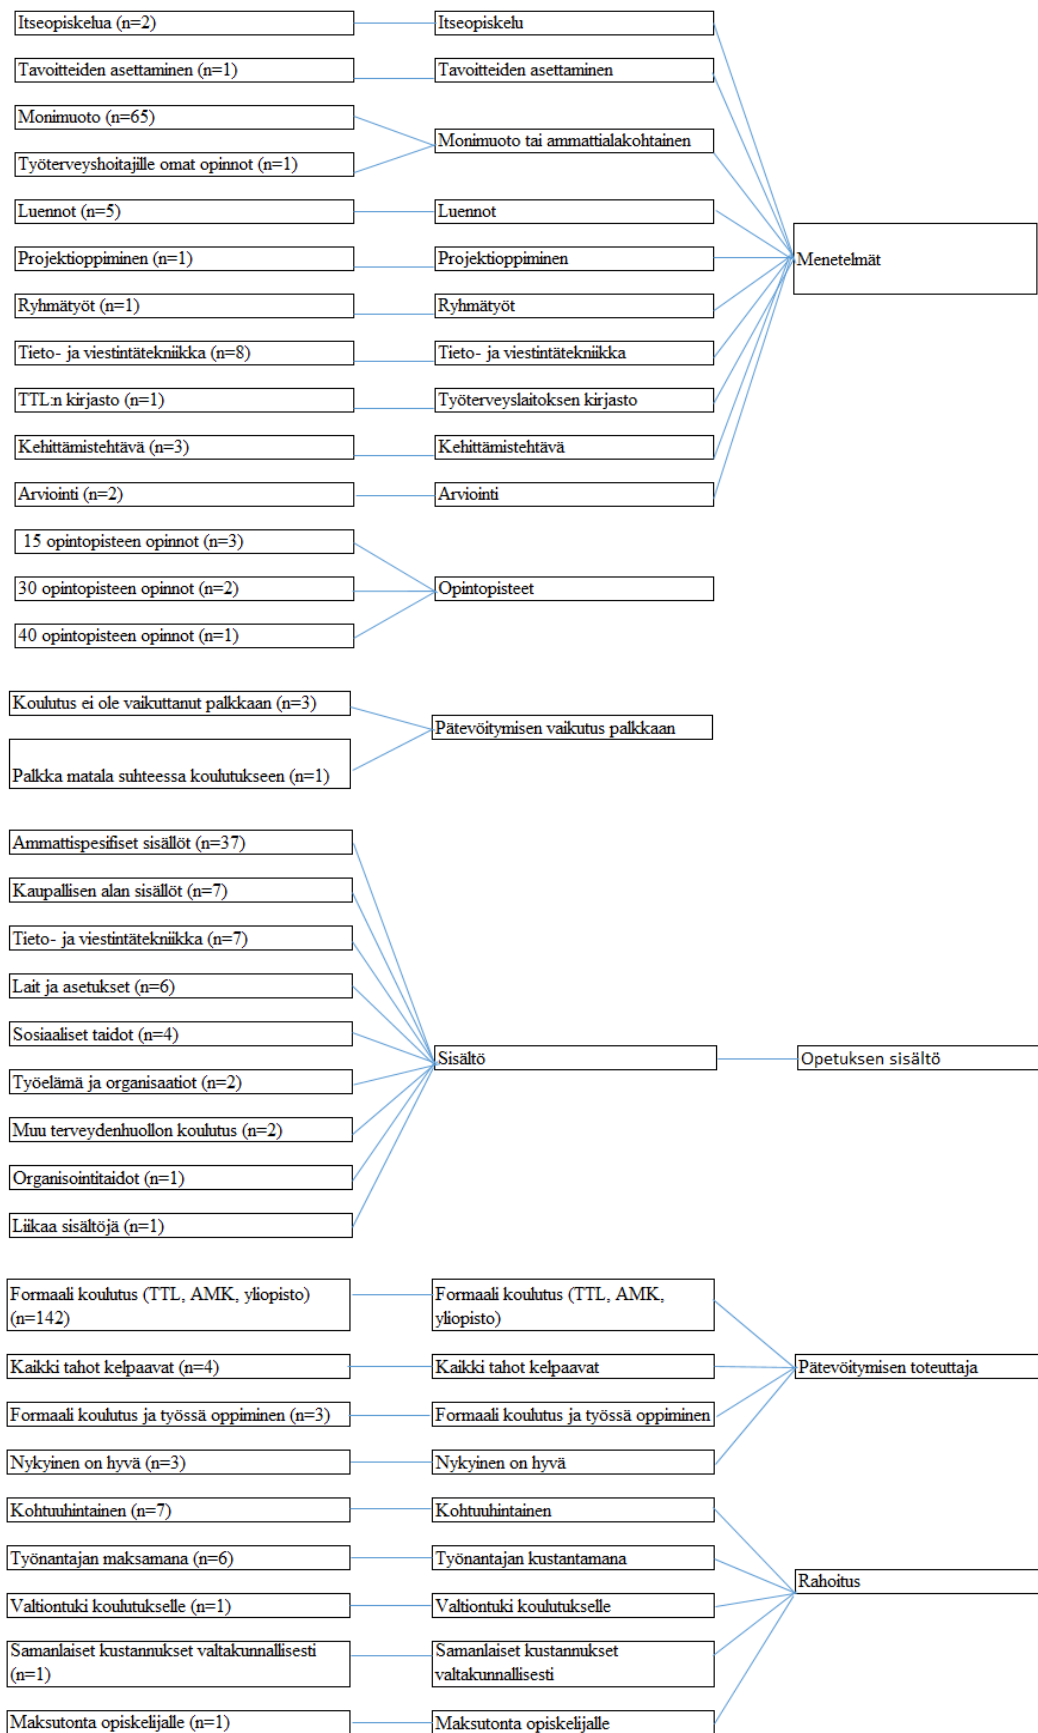 Itseopiskelua (n=2)
Itseopiskelu
Tavoitteiden asettaminen (n=1)
Tavoitteiden asettaminen
Monimuoto (n=65)
Monimuoto tai ammattialakohtainen
Työterveyshoitajille omat opinnot (n=1)
Luennot (n=5)
Luennot
Projektioppiminen (n=1)
Projektioppiminen
Menetelmät
Ryhmätyöt (n=1)
Ryhmätyöt
Tieto- ja viestintätekniikka (n=8)
Tieto- ja viestintätekniikka
TTL:n kirjasto (n=1)
Työterveyslaitoksen kirjasto
Kehittämistehtävä (n=3)
Kehittämistehtävä
Arviointi (n=2)
Arviointi
15 opintopisteen opinnot (n=3)
30 opintopisteen opinnot (n=2)
Opintopisteet
40 opintopisteen opinnot (n=1)
Koulutus ei ole vaikuttanut palkkaan (n=3)
Pätevöitymisen vaikutus palkkaan
Palkka matala suhteessa koulutukseen (n=1)
Ammattispesifiset sisällöt (n=37)
Kaupallisen alan sisällöt (n=7)
Tieto- ja viestintätekniikka (n=7)
Lait ja asetukset (n=6)
Sosiaaliset taidot (n=4)
Sisältö
Opetuksen sisältö
Työelämä ja organisaatiot (n=2)
Muu terveydenhuollon koulutus (n=2)
Organisointitaidot (n=1)
Liikaa sisältöjä (n=1)
Formaali koulutus (TTL, AMK, yliopisto)
(n=142)
Formaali koulutus (TTL, AMK,
yliopisto)
Kaikki tahot kelpaavat (n=4)
Kaikki tahot kelpaavat
Pätevöitymisen toteuttaja
Formaali koulutus ja työssä oppiminen (n=3)
Formaali koulutus ja työssä oppiminen
Nykyinen on hyvä (n=3)
Nykyinen on hyvä
Kohtuuhintainen (n=7)
Kohtuuhintainen
Työnantajan maksamana (n=6)
Työnantajan kustantamana
Rahoitus
Valtiontuki koulutukselle (n=1)
Valtiontuki koulutukselle
Samanlaiset kustannukset valtakunnallisesti
(n=1)
Samanlaiset kustannukset
valtakunnallisesti
Maksutonta opiskelijalle (n=1)
Maksutonta opiskelijalle